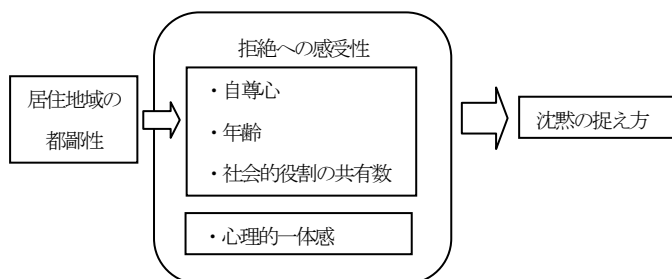 拒絶への感受性
居住地域の
都鄙性
・自尊心
・年齢
・社会的役割の共有数
・心理的一体感
沈黙の捉え方